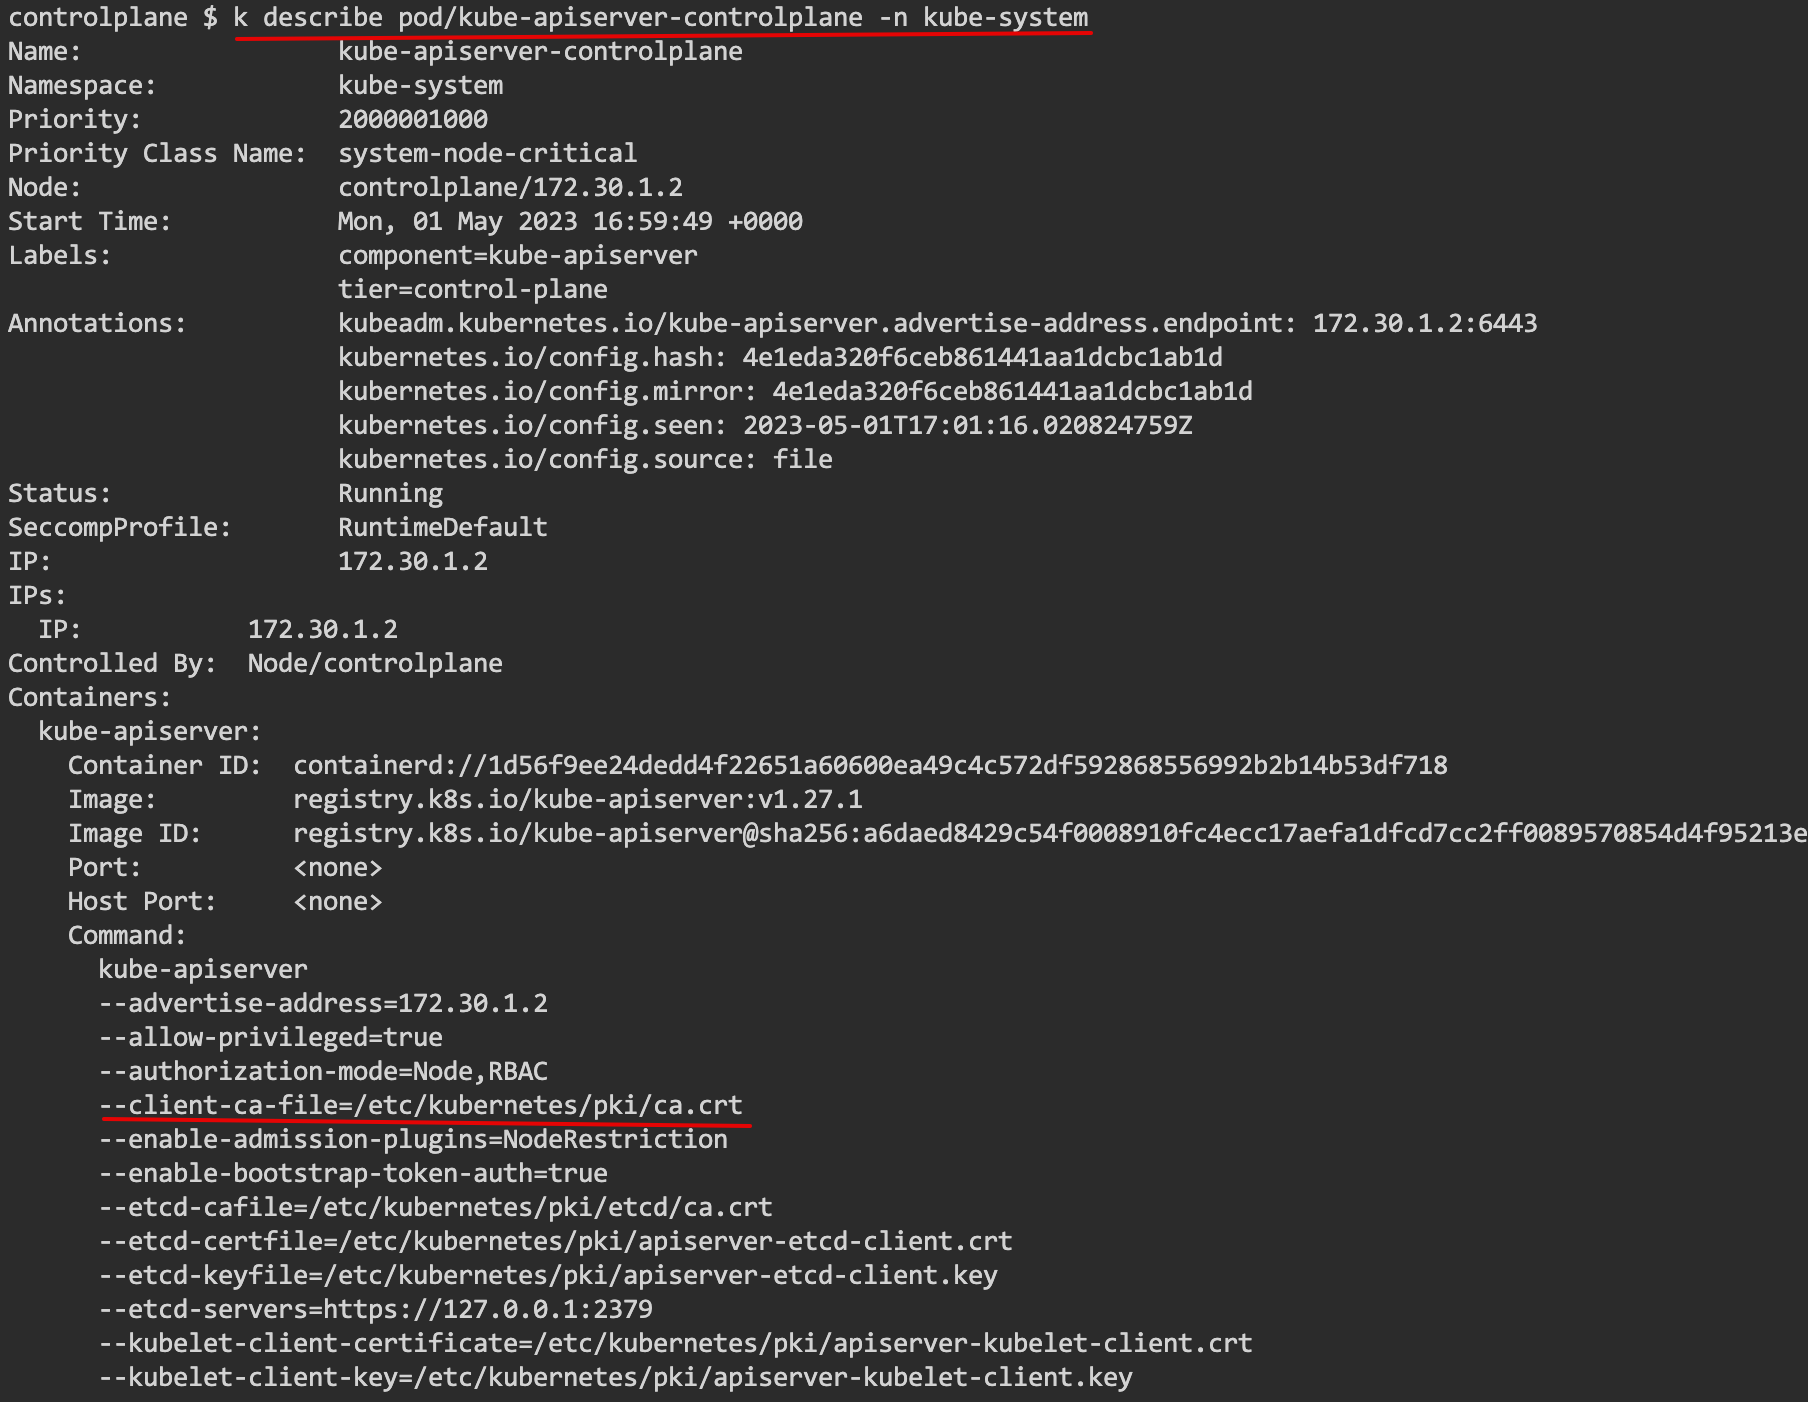 controlplane $ k describe pod/kube-apiserver-controlplane -n kube-system
Name:                 kube-apiserver-controlplane
Namespace:            kube-system
Priority:             2000001000
Priority Class Name:  system-node-critical
Node:                 controlplane/172.30.1.2
Start Time:           Mon, 01 May 2023 16:59:49 +0000
Labels:               component=kube-apiserver
                      tier=control-plane
Annotations:          kubeadm.kubernetes.io/kube-apiserver.advertise-address.endpoint: 172.30.1.2:6443
                      kubernetes.io/config.hash: 4e1eda320f6ceb861441aa1dcbc1ab1d
                      kubernetes.io/config.mirror: 4e1eda320f6ceb861441aa1dcbc1ab1d
                      kubernetes.io/config.seen: 2023-05-01T17:01:16.020824759Z
                      kubernetes.io/config.source: file
Status:               Running
SeccompProfile:       RuntimeDefault
IP:                   172.30.1.2
IPs:
  IP:           172.30.1.2
Controlled By:  Node/controlplane
Containers:
  kube-apiserver:
    Container ID:  containerd://1d56f9ee24dedd4f22651a60600ea49c4c572df592868556992b2b14b53df718
    Image:         registry.k8s.io/kube-apiserver:v1.27.1
    Image ID:      registry.k8s.io/kube-apiserver@sha256:a6daed8429c54f0008910fc4ecc17aefa1dfcd7cc2ff0089570854d4f95213e
    Port:          <none>
    Host Port:     <none>
    Command:
      kube-apiserver
      --advertise-address=172.30.1.2
      --allow-privileged=true
      --authorization-mode=Node,RBAC
      --client-ca-file=/etc/kubernetes/pki/ca.crt
      --enable-admission-plugins=NodeRestriction
      --enable-bootstrap-token-auth=true
      --etcd-cafile=/etc/kubernetes/pki/etcd/ca.crt
      --etcd-certfile=/etc/kubernetes/pki/apiserver-etcd-client.crt
      --etcd-keyfile=/etc/kubernetes/pki/apiserver-etcd-client.key
      --etcd-servers=https://127.0.0.1:2379
      --kubelet-client-certificate=/etc/kubernetes/pki/apiserver-kubelet-client.crt
      --kubelet-client-key=/etc/kubernetes/pki/apiserver-kubelet-client.key